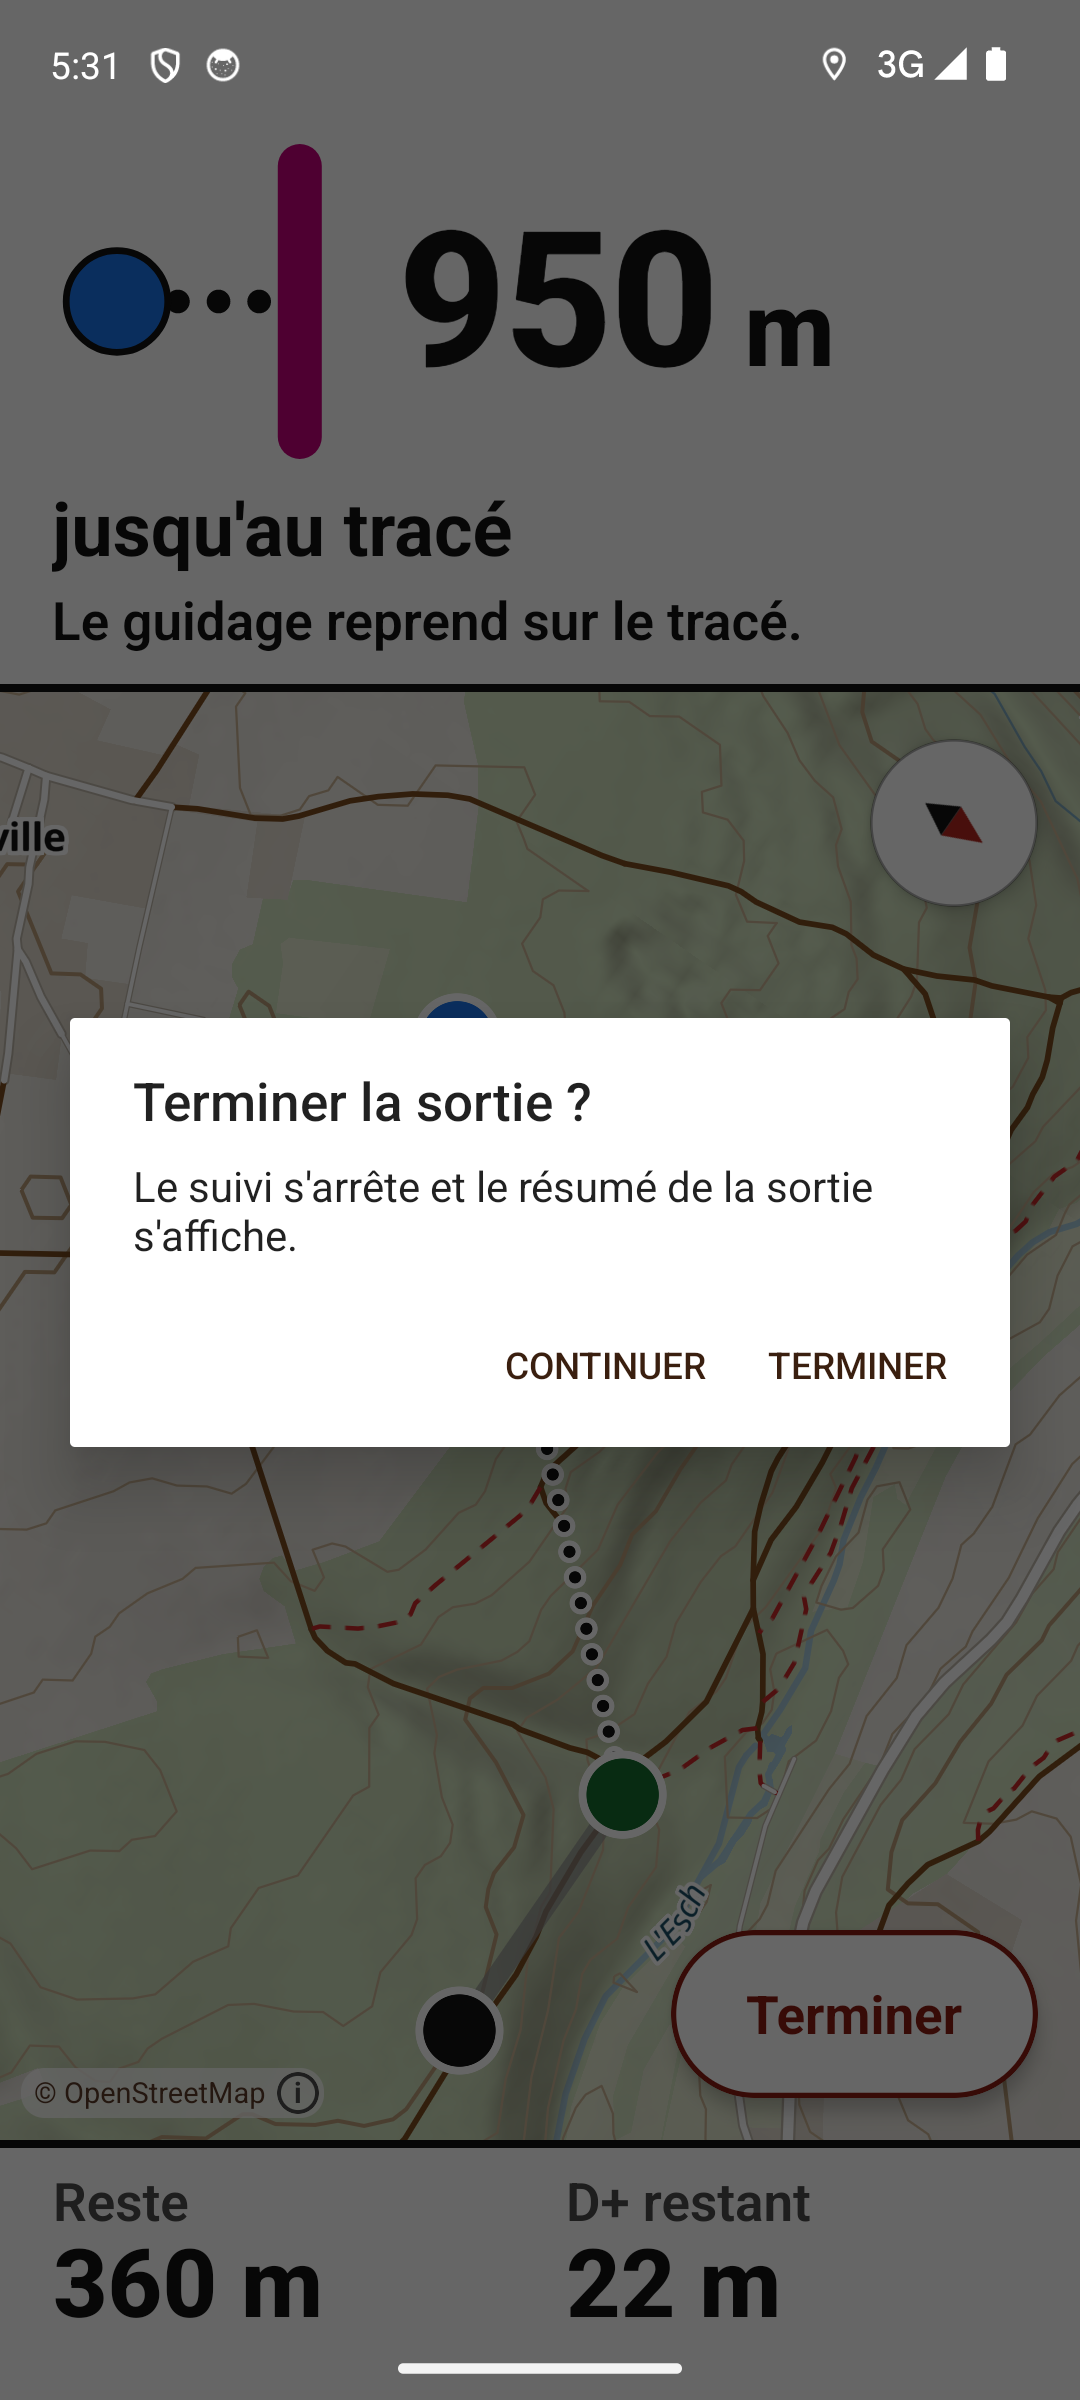 5:31
3G
950 m
jusqu'au tracé
Le guidage reprend sur le tracé.
ville
Terminer la sortie ?
Le suivi s'arrête et le résumé de la sortie
s'affiche.
CONTINUER TERMINER
L'Esch
Terminer
© OpenStreetMap i
Reste D+ restant
360 m 22 m